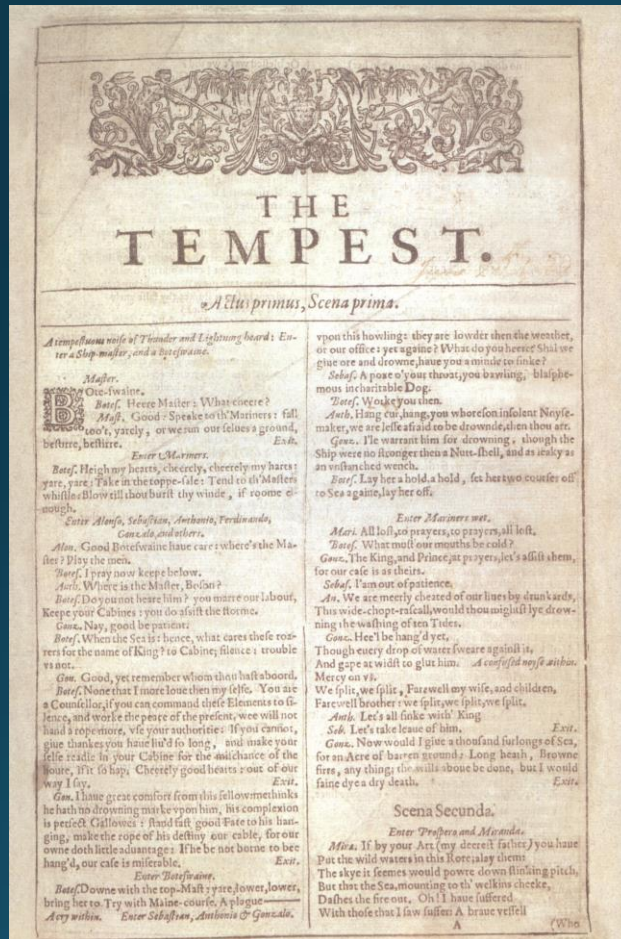 THE
TEMPEST.
Actus primus, Scena prima.
A tempestuous noise of Thunder and Lightning heard: En-
ter a Ship-master, and a Boteswaine.
Master.
BOte-swaine.
Botes. Heere Master: What cheere?
Mast. Good: Speake to th'Mariners: fall
too't, yarely, or we run our selues a ground,
bestirre, bestirre. Exit.
Enter Mariners.
Botes. Heigh my hearts, cheerely, cheerely my harts:
yare, yare: Take in the toppe-sale: Tend to th'Masters
whistle: Blow till thou burst thy winde, if roome e-
nough.
Enter Alonso, Sebastian, Anthonio, Ferdinando,
Gonzalo, and others.
Alon. Good Boteswaine haue care: where's the Ma-
ster? Play the men.
Botes. I pray now keepe below.
Auth. Where is the Master, Boson?
Botes. Do you not heare him? you marre our labour,
Keepe your Cabines: you do assist the storme.
Gonz. Nay, good be patient.
Botes. When the Sea is: hence, what cares these roa-
rers for the name of King? to Cabine; silence: trouble
vs not.
Gon. Good, yet remember whom thou hast aboord.
Botes. None that I more loue then my selfe. You are
a Counsellor, if you can command these Elements to si-
lence, and worke the peace of the present, wee will not
hand a rope more, vse your authoritie: If you cannot,
giue thankes you haue liu'd so long, and make your
selfe readie in your Cabine for the mischance of the
houre, if it so hap. Cheerely good hearts: out of our
way I say. Exit.
Gon. I haue great comfort from this fellow: methinks
he hath no drowning marke vpon him, his complexion
is perfect Gallowes: stand fast good Fate to his han-
ging, make the rope of his destiny our cable, for our
owne doth little aduantage: If he be not borne to bee
hang'd, our case is miserable. Exit.
Enter Boteswaine.
Botes. Downe with the top-Mast: yare, lower, lower,
bring her to Try with Maine-course. A plague——
A cry within. Enter Sebastian, Anthonio & Gonzalo.
vpon this howling: they are lowder then the weather,
or our office: yet againe? What do you heere? Shal we
giue ore and drowne, haue you a minde to sinke?
Sebas. A poxe o'your throat, you bawling, blasphe-
mous incharitable Dog.
Botes. Worke you then.
Anth. Hang cur, hang, you whoreson insolent Noyse-
maker, we are lesse afraid to be drownde, then thou art.
Gonz. I'le warrant him for drowning, though the
Ship were no stronger then a Nutt-shell, and as leaky as
an vnstanched wench.
Botes. Lay her a hold, a hold, set her two courses off
to Sea againe, lay her off.
Enter Mariners wet.
Mari. All lost, to prayers, to prayers, all lost.
Botes. What must our mouths be cold?
Gonz. The King, and Prince, at prayers, let's assist them,
for our case is as theirs.
Sebas. I'am out of patience.
An. We are meerly cheated of our liues by drunkards,
This wide-chopt-rascall, would thou mightst lye drow-
ning the washing of ten Tides.
Gonz. Hee'l be hang'd yet,
Though euery drop of water sweare against it,
And gape at widst to glut him. A confused noyse within.
Mercy on vs.
We split, we split, Farewell my wife, and children,
Farewell brother: we split, we split, we split.
Anth. Let's all sinke with' King
Seb. Let's take leaue of him. Exit.
Gonz. Now would I giue a thousand furlongs of Sea,
for an Acre of barren ground: Long heath, Browne
firrs, any thing; the wills aboue be done, but I would
faine dye a dry death. Exit.
Scena Secunda.
Enter Prospero and Miranda.
Mira. If by your Art (my deerest father) you haue
Put the wild waters in this Rore; alay them:
The skye it seemes would powre down stinking pitch,
But that the Sea, mounting to th' welkins cheeke,
Dashes the fire out. Oh! I haue suffered
With those that I saw suffer: A braue vessell
A (Who